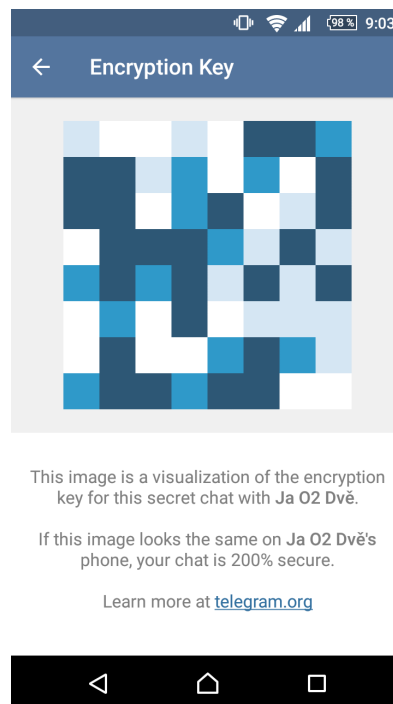 98 % 9:03
Encryption Key
This image is a visualization of the encryption
key for this secret chat with Ja O2 Dvě.
If this image looks the same on Ja O2 Dvě's
phone, your chat is 200% secure.
Learn more at telegram.org